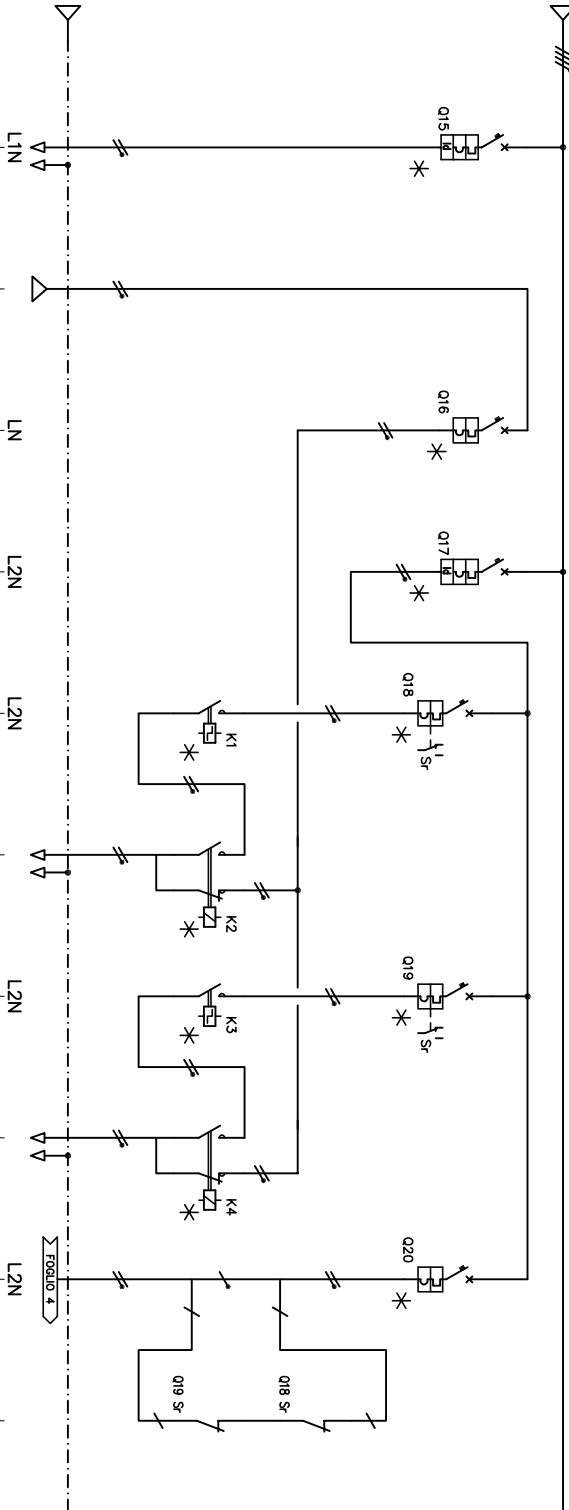 Q15
Id
L1N
Q16
LN
Q17
Id
L2N
Q18
Sr
K1
L2N
K2
Q19
Sr
K3
L2N
K4
Q20
L2N
FOGLIO 4
Q18 Sr
Q19 Sr